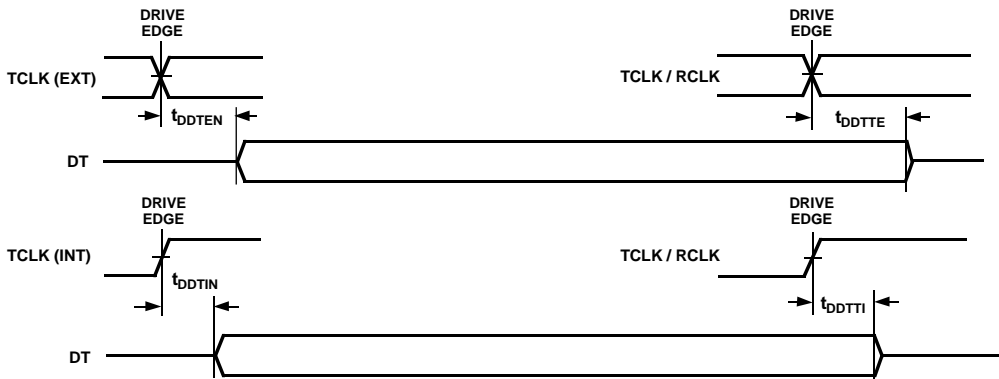 DRIVE
EDGE
DRIVE
EDGE
TCLK (EXT)
TCLK / RCLK
tDDTEN
tDDTTE
DT
DRIVE
EDGE
DRIVE
EDGE
TCLK (INT)
TCLK / RCLK
tDDTIN
tDDTTI
DT